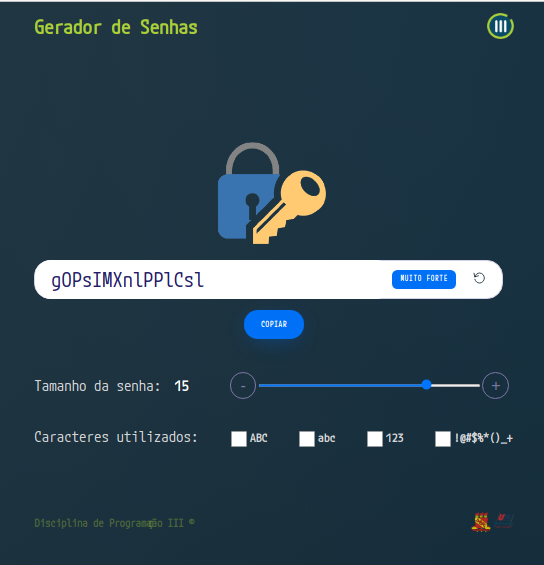 Gerador de Senhas
gOPsIMXnlPPlCsl
MUITO FORTE
COPIAR
Tamanho da senha: 15
- +
Caracteres utilizados: ABC abc 123 !@#$%*()_+
Disciplina de Programação III ©